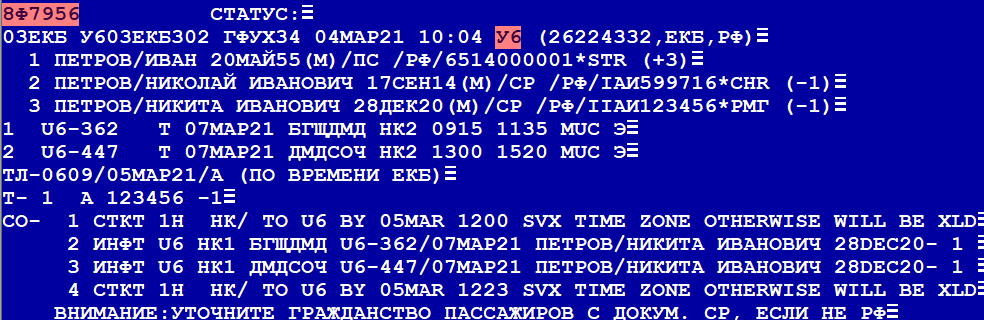 8Ф7956 СТАТУС:
03ЕКБ У603ЕКБ302 ГФУХ34 04МАР21 10:04 У6 (26224332,ЕКБ,РФ)
1 ПЕТРОВ/ИВАН 20МАЙ55(М)/ПС /РФ/6514000001*STR (+3)
2 ПЕТРОВ/НИКОЛАЙ ИВАНОВИЧ 17СЕН14(М)/СР /РФ/IАИ599716*CHR (-1)
3 ПЕТРОВ/НИКИТА ИВАНОВИЧ 28ДЕК20(М)/СР /РФ/IIАИ123456*РМГ (-1)
1 U6-362 Т 07МАР21 БГЩДМД НК2 0915 1135 MUC Э
2 U6-447 Т 07МАР21 ДМДСОЧ НК2 1300 1520 MUC Э
ТЛ-0609/05МАР21/А (ПО ВРЕМЕНИ ЕКБ)
Т- 1 А 123456 -1
СО- 1 СТКТ 1Н НК/ TO U6 BY 05MAR 1200 SVX TIME ZONE OTHERWISE WILL BE XLD
2 ИНФТ U6 НК1 БГЩДМД U6-362/07МАР21 ПЕТРОВ/НИКИТА ИВАНОВИЧ 28DEC20- 1
3 ИНФТ U6 НК1 ДМДСОЧ U6-447/07МАР21 ПЕТРОВ/НИКИТА ИВАНОВИЧ 28DEC20- 1
4 СТКТ 1Н НК/ TO U6 BY 05MAR 1223 SVX TIME ZONE OTHERWISE WILL BE XLD
ВНИМАНИЕ:УТОЧНИТЕ ГРАЖДАНСТВО ПАССАЖИРОВ С ДОКУМ. СР, ЕСЛИ НЕ РФ